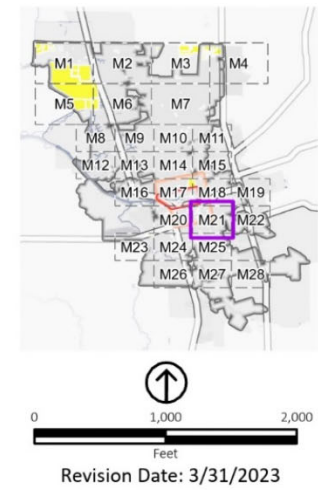 M1 M2 M3 M4
M5 M6 M7
M8 M9 M10 M11
M12 M13 M14 M15
M16 M17 M18 M19
M20 M21 M22
M23 M24 M25
M26 M27 M28
0 1,000 2,000
Feet
Revision Date: 3/31/2023